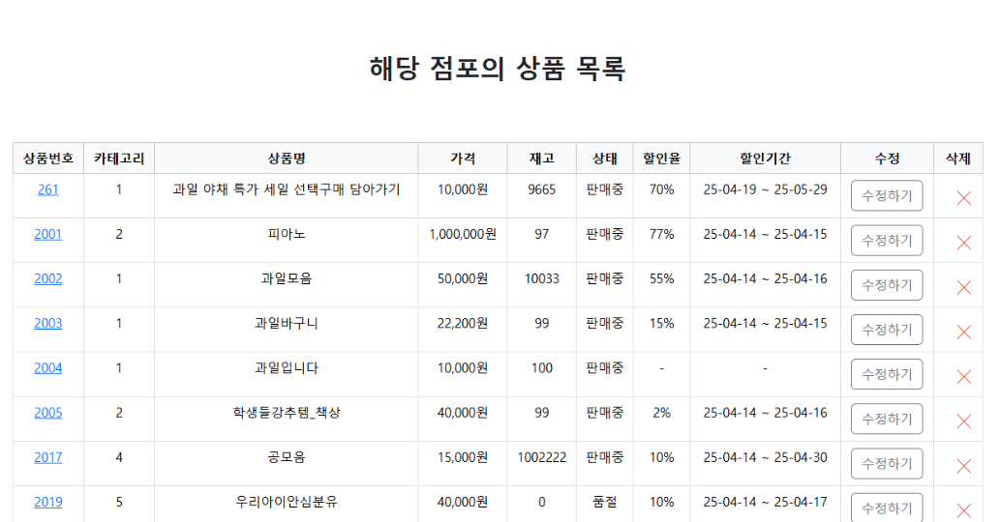 해당 점포의 상품 목록
상품번호 카테고리 상품명 가격 재고 상태 할인율 할인기간 수정 삭제
261 1 과일 야채 특가 세일 선택구매 담아가기 10,000원 9665 판매중 70% 25-04-19 ~ 25-05-29 수정하기
2001 2 피아노 1,000,000원 97 판매중 77% 25-04-14 ~ 25-04-15 수정하기
2002 1 과일모음 50,000원 10033 판매중 55% 25-04-14 ~ 25-04-16 수정하기
2003 1 과일바구니 22,200원 99 판매중 15% 25-04-14 ~ 25-04-15 수정하기
2004 1 과일입니다 10,000원 100 판매중 - - 수정하기
2005 2 학생들강추템_책상 40,000원 99 판매중 2% 25-04-14 ~ 25-04-16 수정하기
2017 4 공모음 15,000원 1002222 판매중 10% 25-04-14 ~ 25-04-30 수정하기
2019 5 우리아이안심분유 40,000원 0 품절 10% 25-04-14 ~ 25-04-17 수정하기